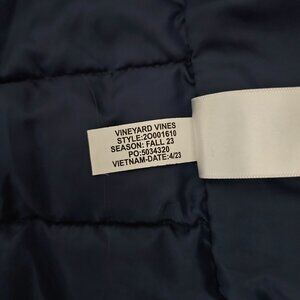 VINEYARD VINES
STYLE:2O001610
SEASON: FALL 23
PO:5034320
VIETNAM-DATE:4/23